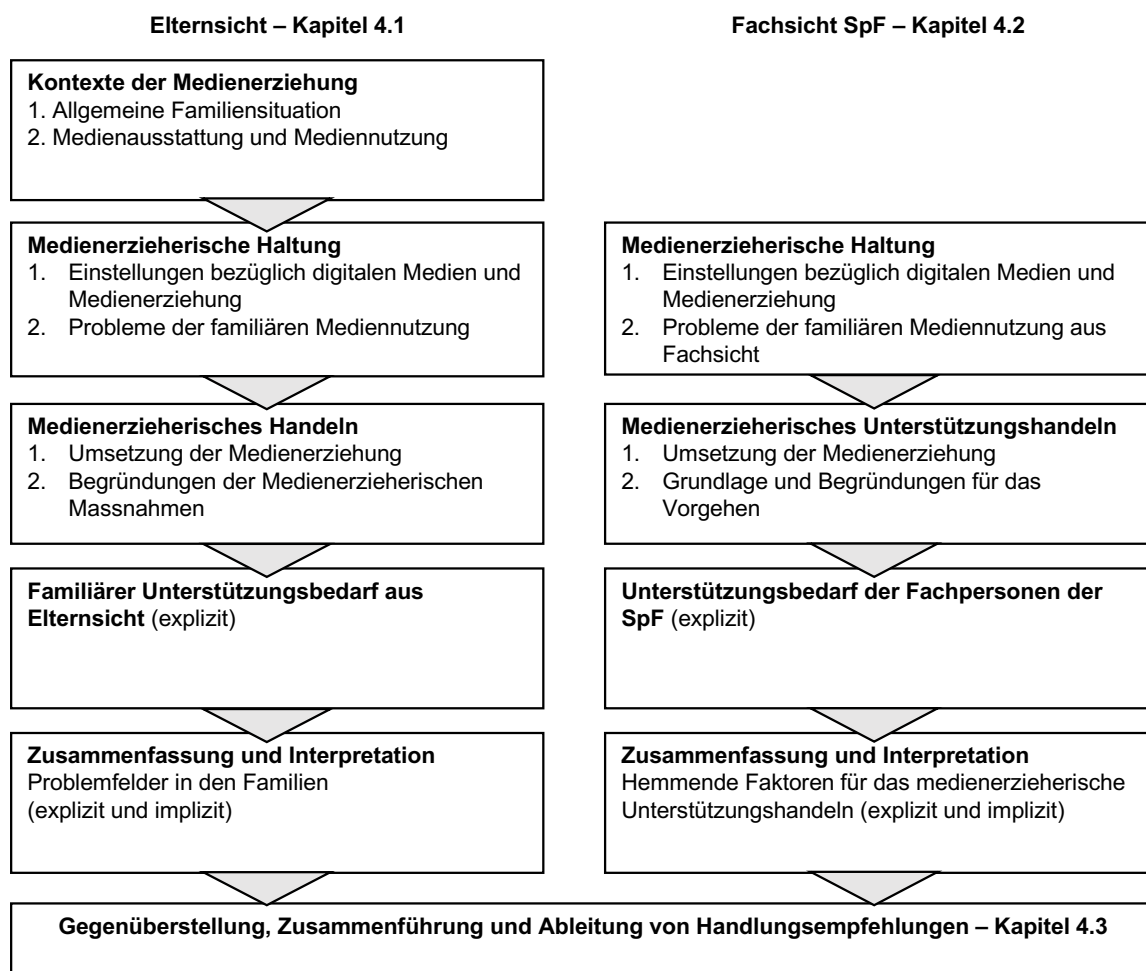 Elternsicht – Kapitel 4.1
Kontexte der Medienerziehung
1. Allgemeine Familiensituation
2. Medienausstattung und Mediennutzung
Medienerzieherische Haltung
1. Einstellungen bezüglich digitalen Medien und
Medienerziehung
2. Probleme der familiären Mediennutzung
Medienerzieherisches Handeln
1. Umsetzung der Medienerziehung
2. Begründungen der Medienerzieherischen
Massnahmen
Familiärer Unterstützungsbedarf aus
Elternsicht (explizit)
Zusammenfassung und Interpretation
Problemfelder in den Familien
(explizit und implizit)
Fachsicht SpF – Kapitel 4.2
Medienerzieherische Haltung
1. Einstellungen bezüglich digitalen Medien und
Medienerziehung
2. Probleme der familiären Mediennutzung aus
Fachsicht
Medienerzieherisches Unterstützungshandeln
1. Umsetzung der Medienerziehung
2. Grundlage und Begründungen für das
Vorgehen
Unterstützungsbedarf der Fachpersonen der
SpF (explizit)
Zusammenfassung und Interpretation
Hemmende Faktoren für das medienerzieherische
Unterstützungshandeln (explizit und implizit)
Gegenüberstellung, Zusammenführung und Ableitung von Handlungsempfehlungen – Kapitel 4.3